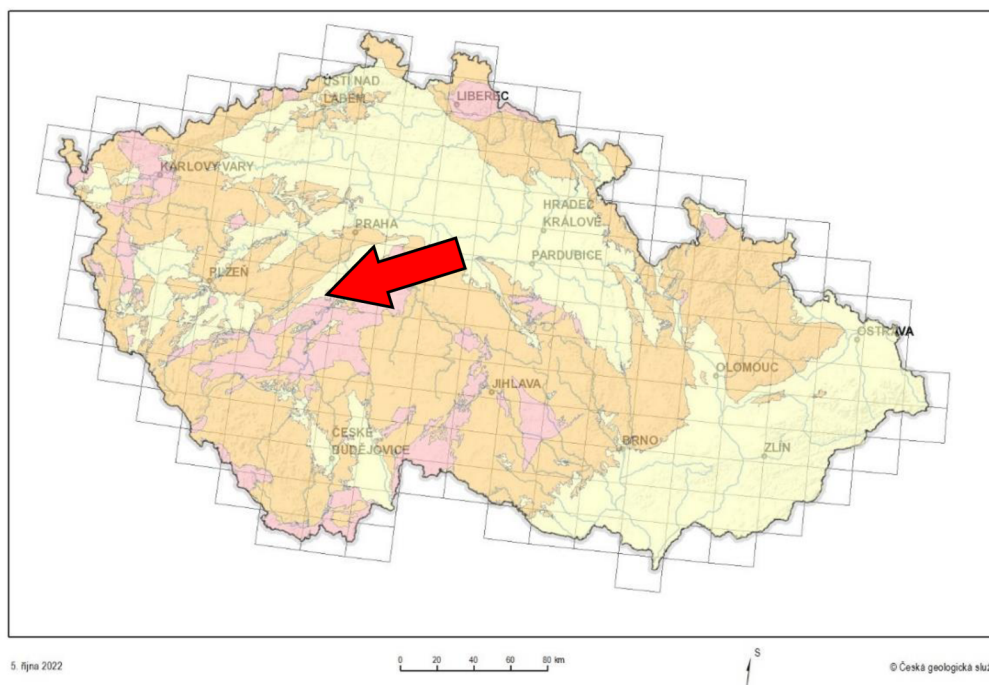 ÚSTÍ NAD
LABEM
LIBEREC
KARLOVY VARY
HRADEC
KRÁLOVÉ
PRAHA
PARDUBICE
PLZEŇ
OSTRAVA
OLOMOUC
JIHLAVA
ČESKÉ
BUDĚJOVICE
BRNO
ZLÍN
5. října 2022
0 20 40 60 80 km
S
© Česká geologická služ